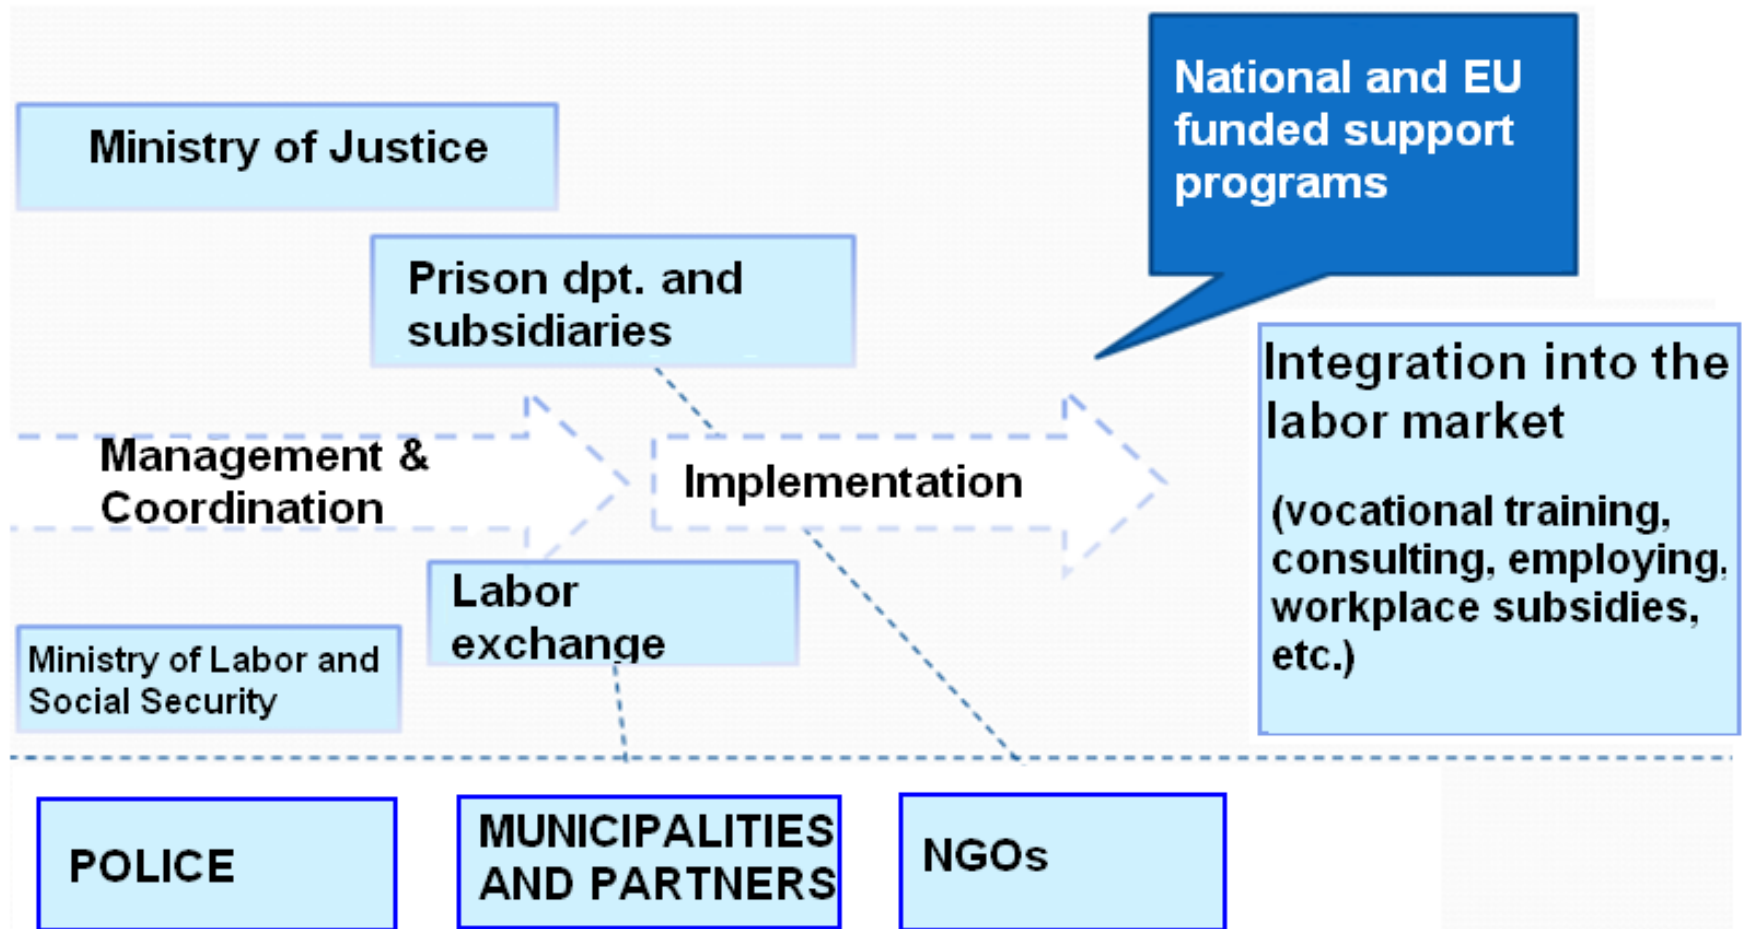 National and EU
funded support
programs
Ministry of Justice
Prison dpt. and
subsidiaries
Integration into the
labor market
(vocational training,
consulting, employing,
workplace subsidies,
etc.)
Management &
Coordination
Implementation
Labor
exchange
Ministry of Labor and
Social Security
POLICE
MUNICIPALITIES
AND PARTNERS
NGOs